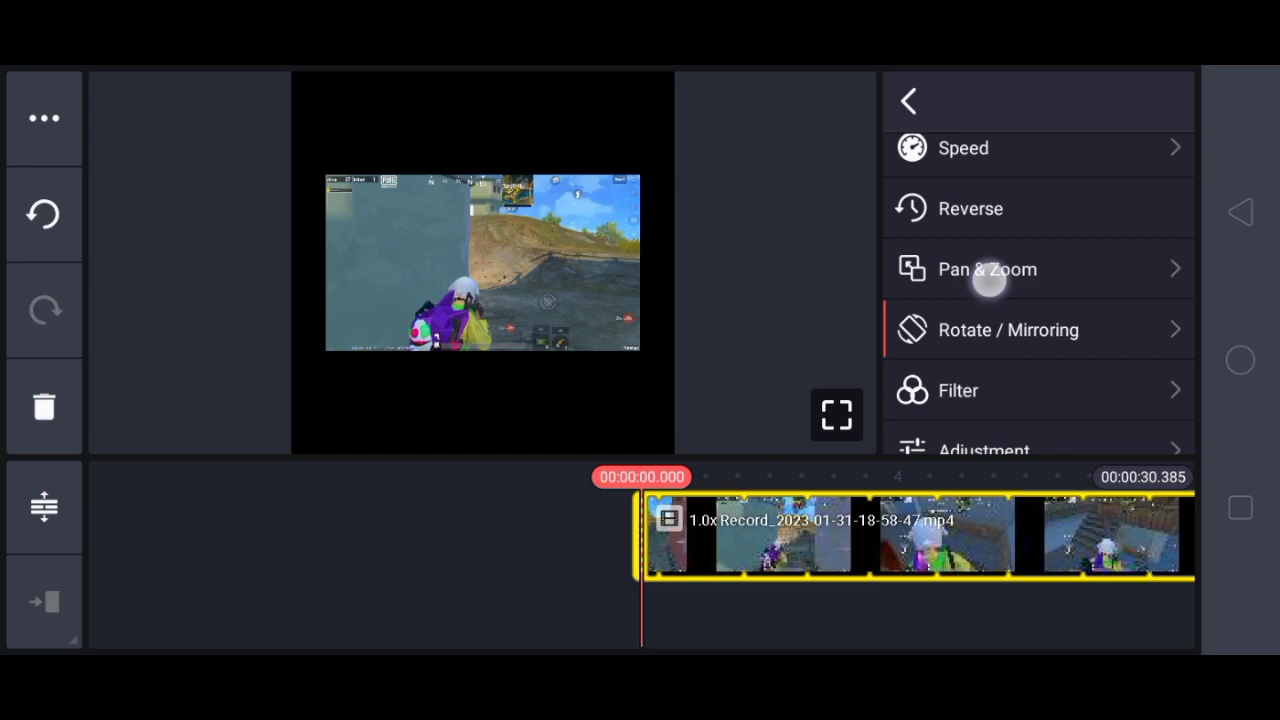 Speed
Reverse
Pan & Zoom
Rotate / Mirroring
Filter
Adjustment
00:00:00.000
4
00:00:30.385
1.0x Record_2023-01-31-18-58-47.mp4